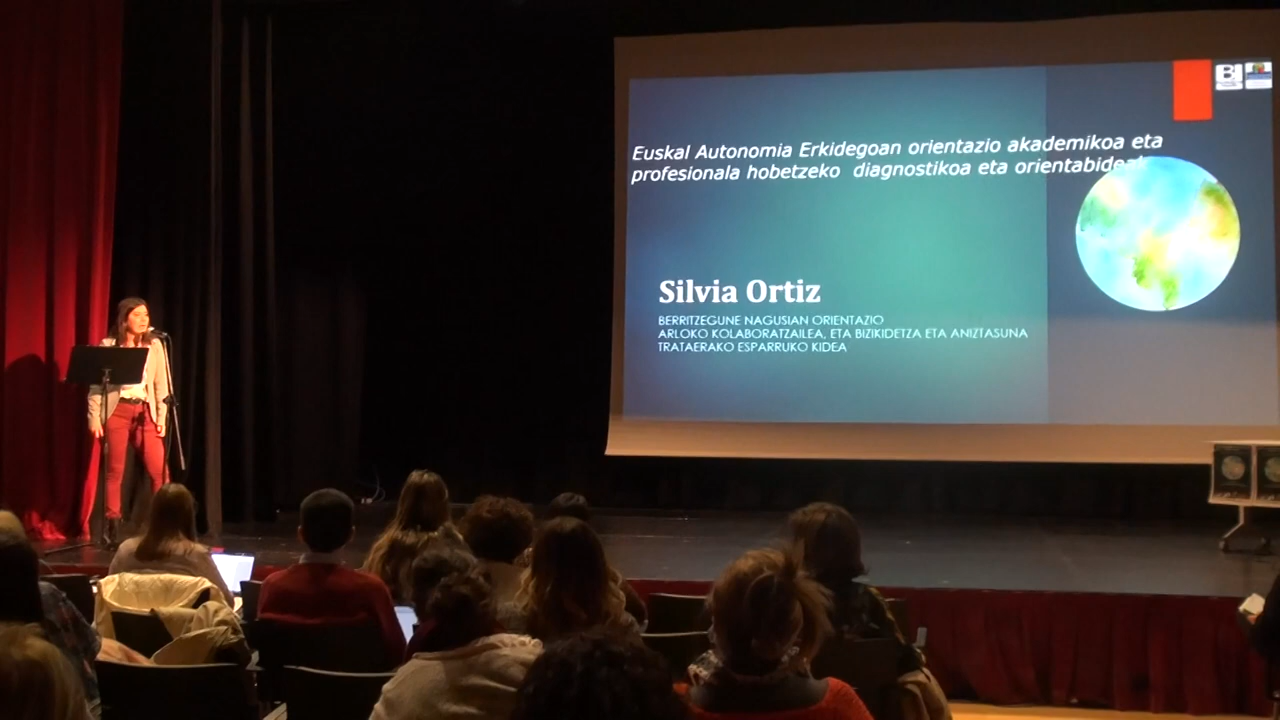 Euskal Autonomia Erkidegoan orientazio akademikoa eta
profesionala hobetzeko diagnostikoa eta orientabideak
Silvia Ortiz
BERRITZEGUNE NAGUSIAN ORIENTAZIO
ARLOKO KOLABORATZAILEA, ETA BIZIKIDETZA ETA ANIZTASUNA
TRATAERAKO ESPARRUKO KIDEA